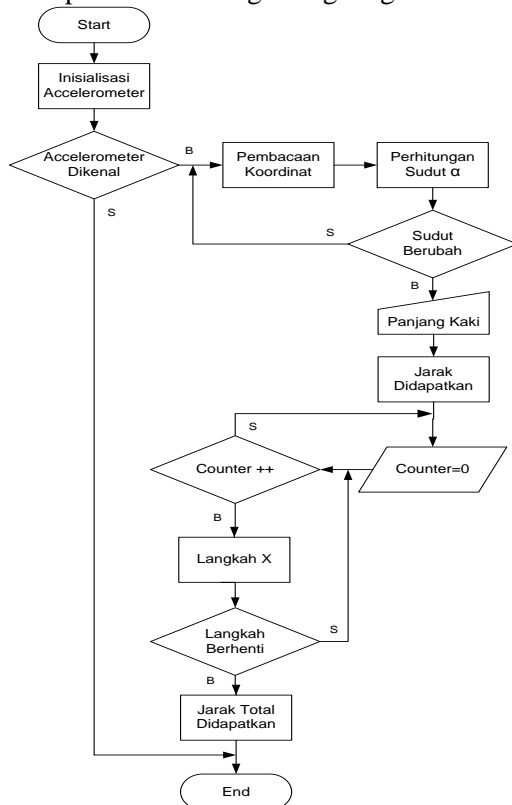 Start
Inisialisasi
Accelerometer
Accelerometer
Dikenal
B
S
Pembacaan
Koordinat
Perhitungan
Sudut α
S
Sudut
Berubah
B
Panjang Kaki
Jarak
Didapatkan
S
Counter ++
Counter=0
B
Langkah X
Langkah
Berhenti
S
B
Jarak Total
Didapatkan
End